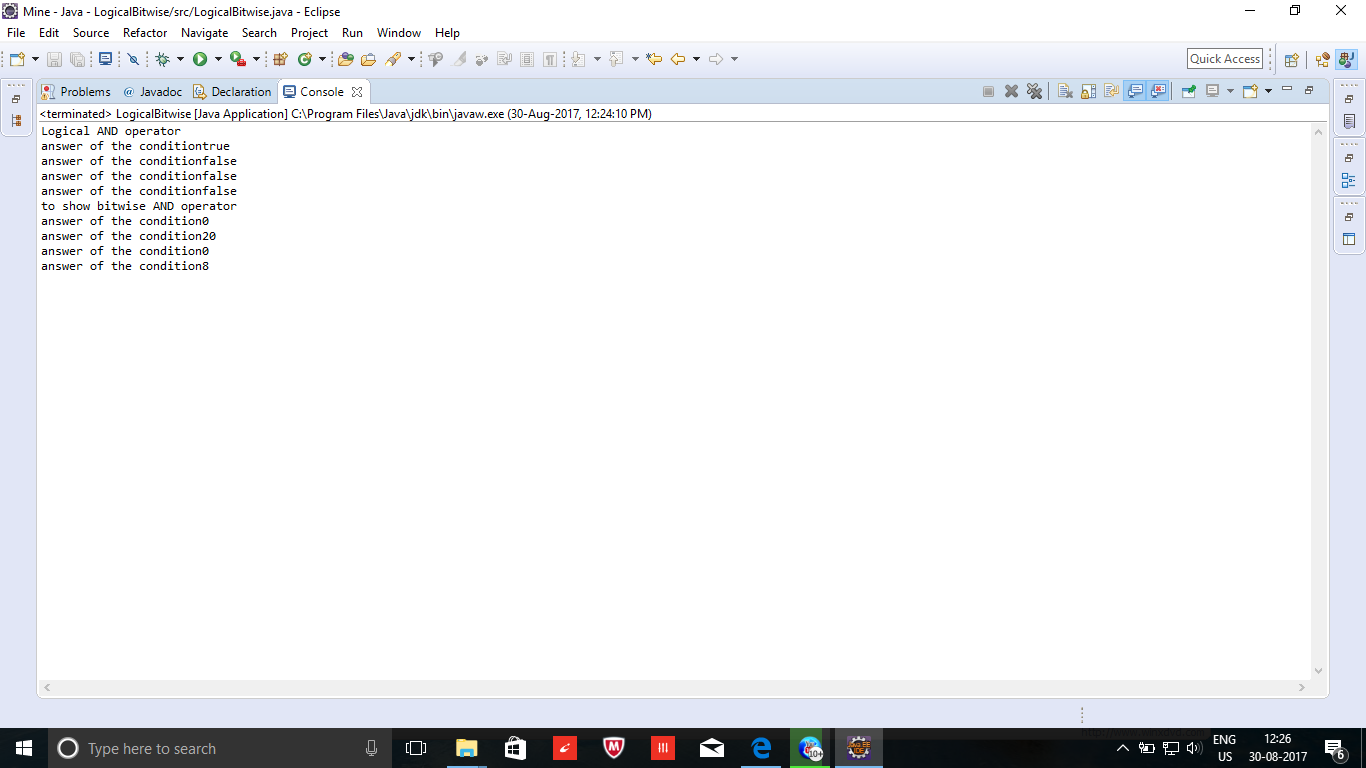 Mine - Java - LogicalBitwise/src/LogicalBitwise.java - Eclipse
File Edit Source Refactor Navigate Search Project Run Window Help
Quick Access
Problems @ Javadoc Declaration Console
<terminated> LogicalBitwise [Java Application] C:\Program Files\Java\jdk\bin\javaw.exe (30-Aug-2017, 12:24:10 PM)
Logical AND operator
answer of the conditiontrue
answer of the conditionfalse
answer of the conditionfalse
answer of the conditionfalse
to show bitwise AND operator
answer of the condition0
answer of the condition20
answer of the condition0
answer of the condition8
Type here to search
10+
ENG
US
12:26
30-08-2017
6